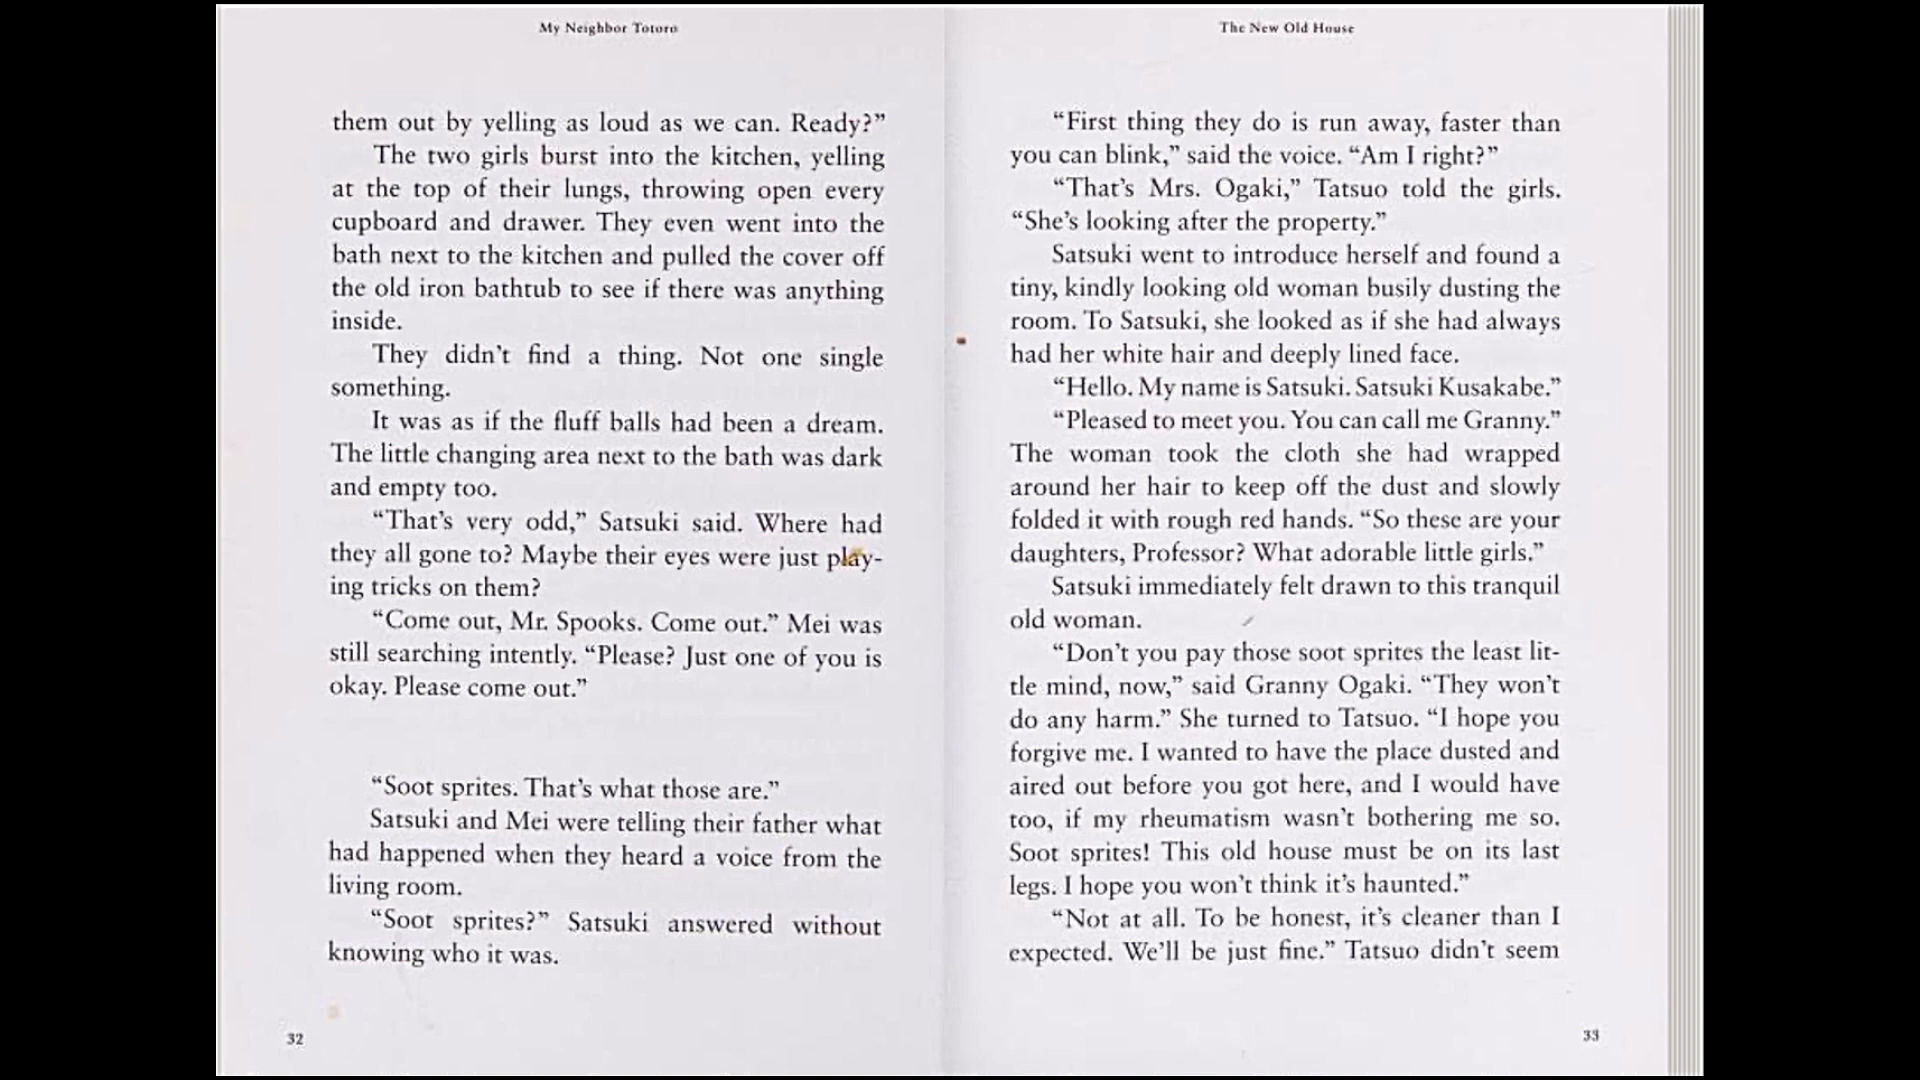 My Neighbor Totoro
them out by yelling as loud as we can. Ready?”
The two girls burst into the kitchen, yelling
at the top of their lungs, throwing open every
cupboard and drawer. They even went into the
bath next to the kitchen and pulled the cover off
the old iron bathtub to see if there was anything
inside.
They didn’t find a thing. Not one single
something.
It was as if the fluff balls had been a dream.
The little changing area next to the bath was dark
and empty too.
“That’s very odd,” Satsuki said. Where had
they all gone to? Maybe their eyes were just play-
ing tricks on them?
“Come out, Mr. Spooks. Come out.” Mei was
still searching intently. “Please? Just one of you is
okay. Please come out.”
“Soot sprites. That’s what those are.”
Satsuki and Mei were telling their father what
had happened when they heard a voice from the
living room.
“Soot sprites?” Satsuki answered without
knowing who it was.
32
The New Old House
“First thing they do is run away, faster than
you can blink,” said the voice. “Am I right?”
“That’s Mrs. Ogaki,” Tatsuo told the girls.
“She’s looking after the property.”
Satsuki went to introduce herself and found a
tiny, kindly looking old woman busily dusting the
room. To Satsuki, she looked as if she had always
had her white hair and deeply lined face.
“Hello. My name is Satsuki. Satsuki Kusakabe.”
“Pleased to meet you. You can call me Granny.”
The woman took the cloth she had wrapped
around her hair to keep off the dust and slowly
folded it with rough red hands. “So these are your
daughters, Professor? What adorable little girls.”
Satsuki immediately felt drawn to this tranquil
old woman.
“Don’t you pay those soot sprites the least lit-
tle mind, now,” said Granny Ogaki. “They won’t
do any harm.” She turned to Tatsuo. “I hope you
forgive me. I wanted to have the place dusted and
aired out before you got here, and I would have
too, if my rheumatism wasn’t bothering me so.
Soot sprites! This old house must be on its last
legs. I hope you won’t think it’s haunted.”
“Not at all. To be honest, it’s cleaner than I
expected. We’ll be just fine.” Tatsuo didn’t seem
33